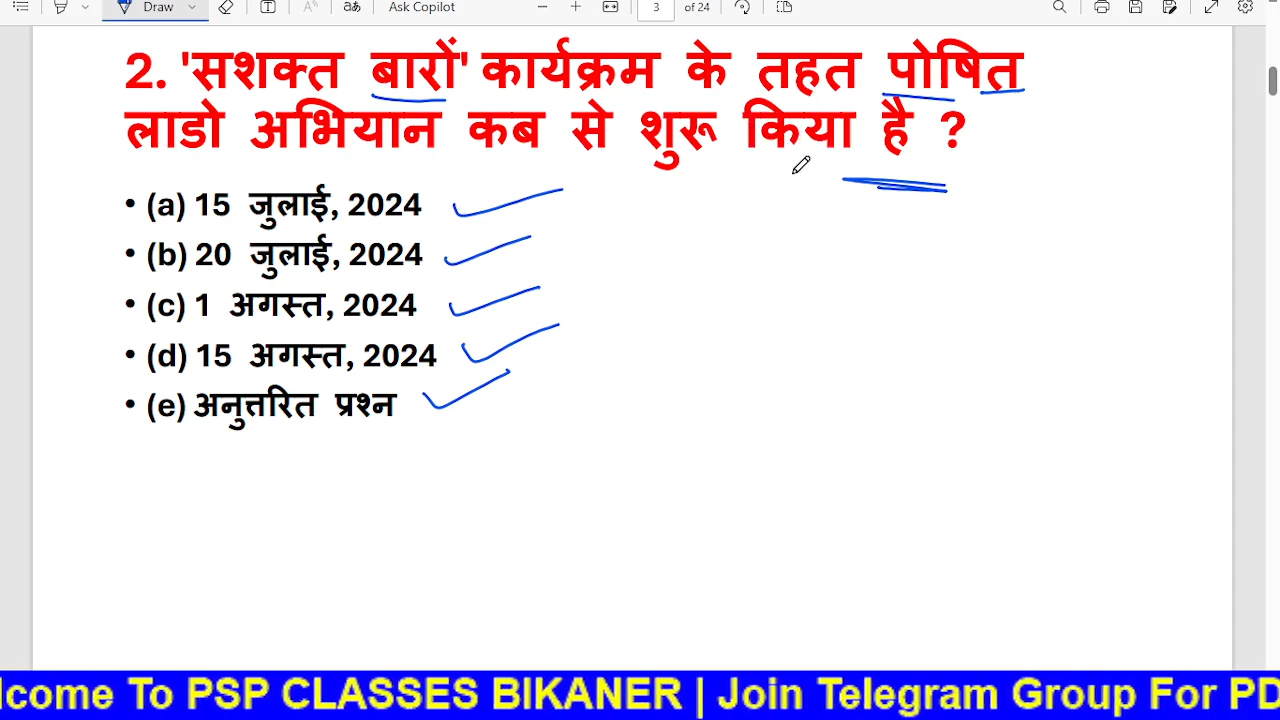 Draw Ask Copilot 3 of 24
2. 'सशक्त बारों' कार्यक्रम के तहत पोषित
लाडो अभियान कब से शुरू किया है ?
• (a) 15 जुलाई, 2024
• (b) 20 जुलाई, 2024
• (c) 1 अगस्त, 2024
• (d) 15 अगस्त, 2024
• (e) अनुत्तरित प्रश्न
lcome To PSP CLASSES BIKANER | Join Telegram Group For PD